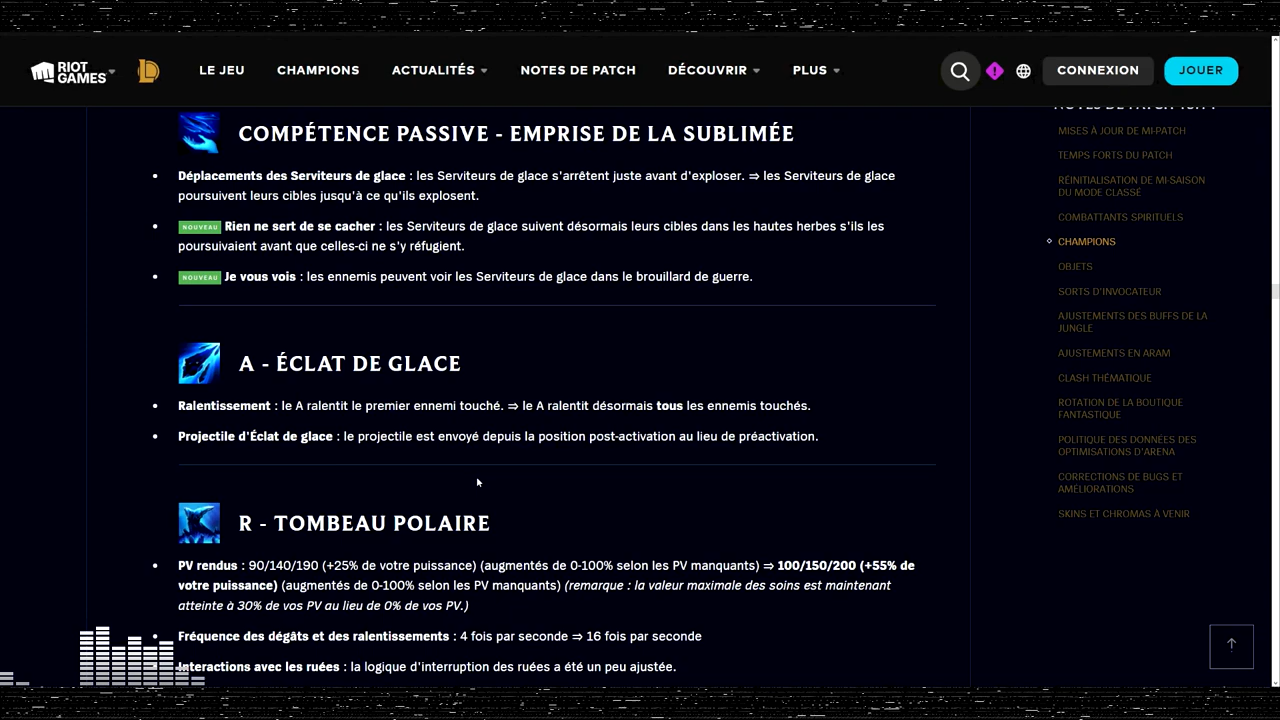 RIOT GAMES
LE JEU
CHAMPIONS
ACTUALITÉS
NOTES DE PATCH
DÉCOUVRIR
PLUS
CONNEXION
JOUER
COMPÉTENCE PASSIVE - EMPRISE DE LA SUBLIMÉE
Déplacements des Serviteurs de glace : les Serviteurs de glace s'arrêtent juste avant d'exploser. ⇒ les Serviteurs de glace
poursuivent leurs cibles jusqu'à ce qu'ils explosent.
NOUVEAU Rien ne sert de se cacher : les Serviteurs de glace suivent désormais leurs cibles dans les hautes herbes s'ils les
poursuivaient avant que celles-ci ne s'y réfugient.
NOUVEAU Je vous vois : les ennemis peuvent voir les Serviteurs de glace dans le brouillard de guerre.
A - ÉCLAT DE GLACE
Ralentissement : le A ralentit le premier ennemi touché. ⇒ le A ralentit désormais tous les ennemis touchés.
Projectile d'Éclat de glace : le projectile est envoyé depuis la position post-activation au lieu de préactivation.
R - TOMBEAU POLAIRE
PV rendus : 90/140/190 (+25% de votre puissance) (augmentés de 0-100% selon les PV manquants) ⇒ 100/150/200 (+55% de
votre puissance) (augmentés de 0-100% selon les PV manquants) (remarque : la valeur maximale des soins est maintenant
atteinte à 30% de vos PV au lieu de 0% de vos PV.)
Fréquence des dégâts et des ralentissements : 4 fois par seconde ⇒ 16 fois par seconde
Interactions avec les ruées : la logique d'interruption des ruées a été un peu ajustée.
MISES À JOUR DE MI-PATCH
TEMPS FORTS DU PATCH
RÉINITIALISATION DE MI-SAISON
DU MODE CLASSÉ
COMBATTANTS SPIRITUELS
CHAMPIONS
OBJETS
SORTS D'INVOCATEUR
AJUSTEMENTS DES BUFFS DE LA
JUNGLE
AJUSTEMENTS EN ARAM
CLASH THÉMATIQUE
ROTATION DE LA BOUTIQUE
FANTASTIQUE
POLITIQUE DES DONNÉES DES
OPTIMISATIONS D'ARENA
CORRECTIONS DE BUGS ET
AMÉLIORATIONS
SKINS ET CHROMAS À VENIR